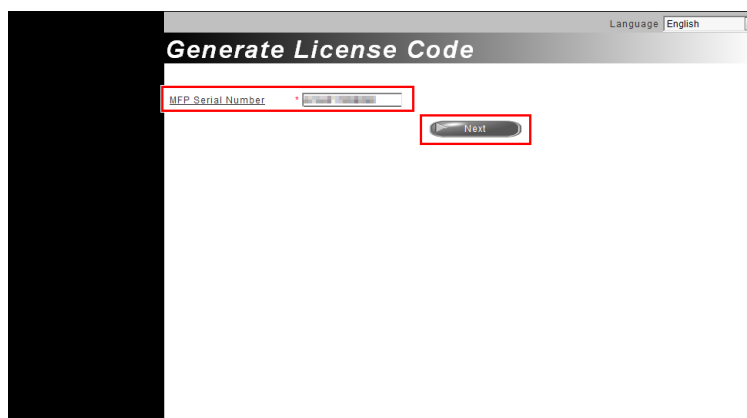 Language English
Generate License Code
MFP Serial Number *
Next